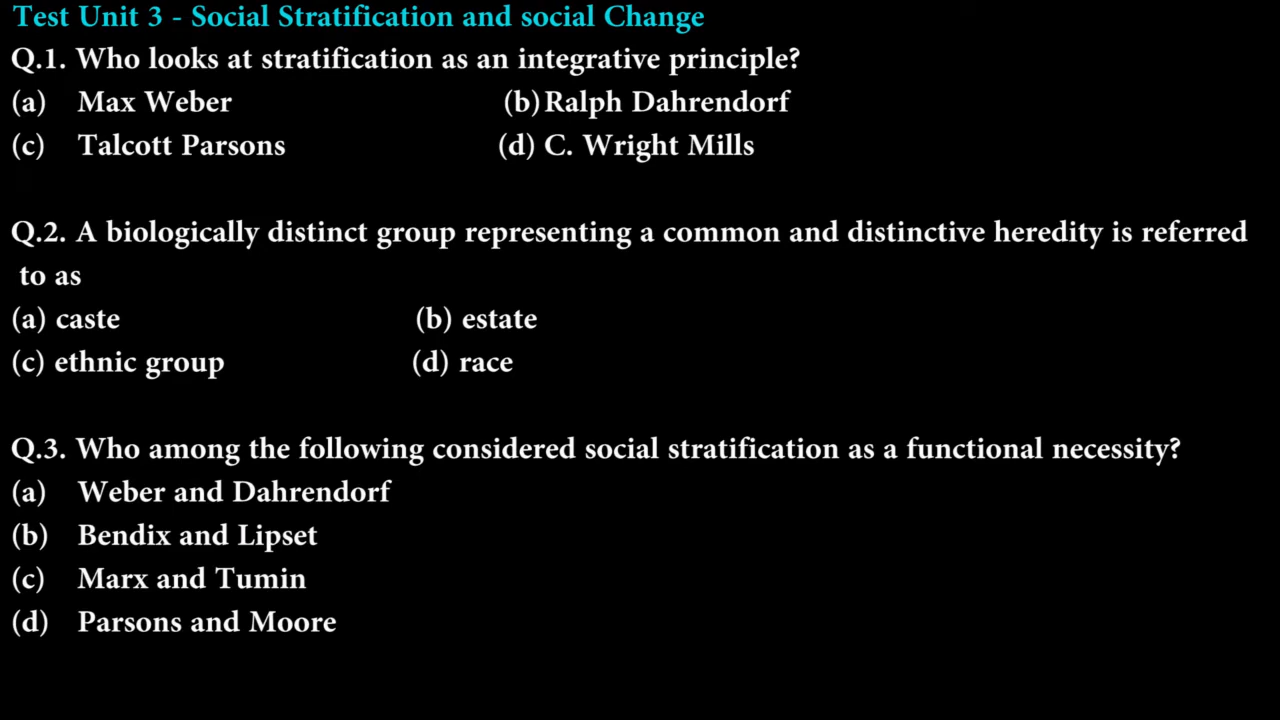 Test Unit 3 - Social Stratification and social Change
Q.1. Who looks at stratification as an integrative principle?
(a) Max Weber (b) Ralph Dahrendorf
(c) Talcott Parsons (d) C. Wright Mills
Q.2. A biologically distinct group representing a common and distinctive heredity is referred
to as
(a) caste (b) estate
(c) ethnic group (d) race
Q.3. Who among the following considered social stratification as a functional necessity?
(a) Weber and Dahrendorf
(b) Bendix and Lipset
(c) Marx and Tumin
(d) Parsons and Moore